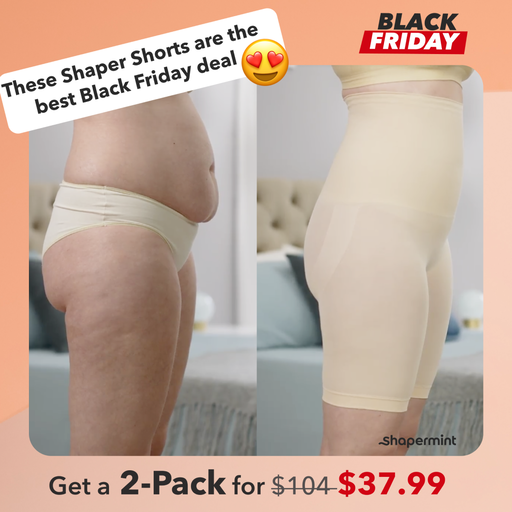 BLACK
FRIDAY
These Shaper Shorts are the
best Black Friday deal
Shapermint
Get a 2-Pack for $104 $37.99